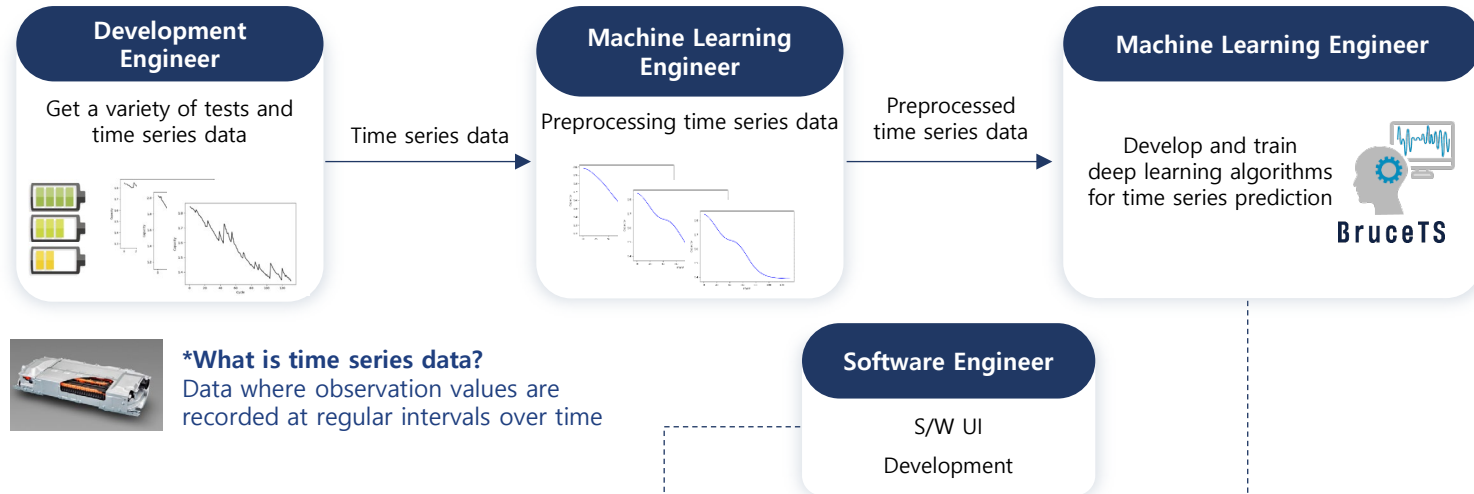 Development
Engineer
Get a variety of tests and
time series data
Time series data
Machine Learning
Engineer
Preprocessing time series data
Preprocessed
time series data
Machine Learning Engineer
Develop and train
deep learning algorithms
for time series prediction
BruceTS
*What is time series data?
Data where observation values are
recorded at regular intervals over time
Software Engineer
S/W UI
Development